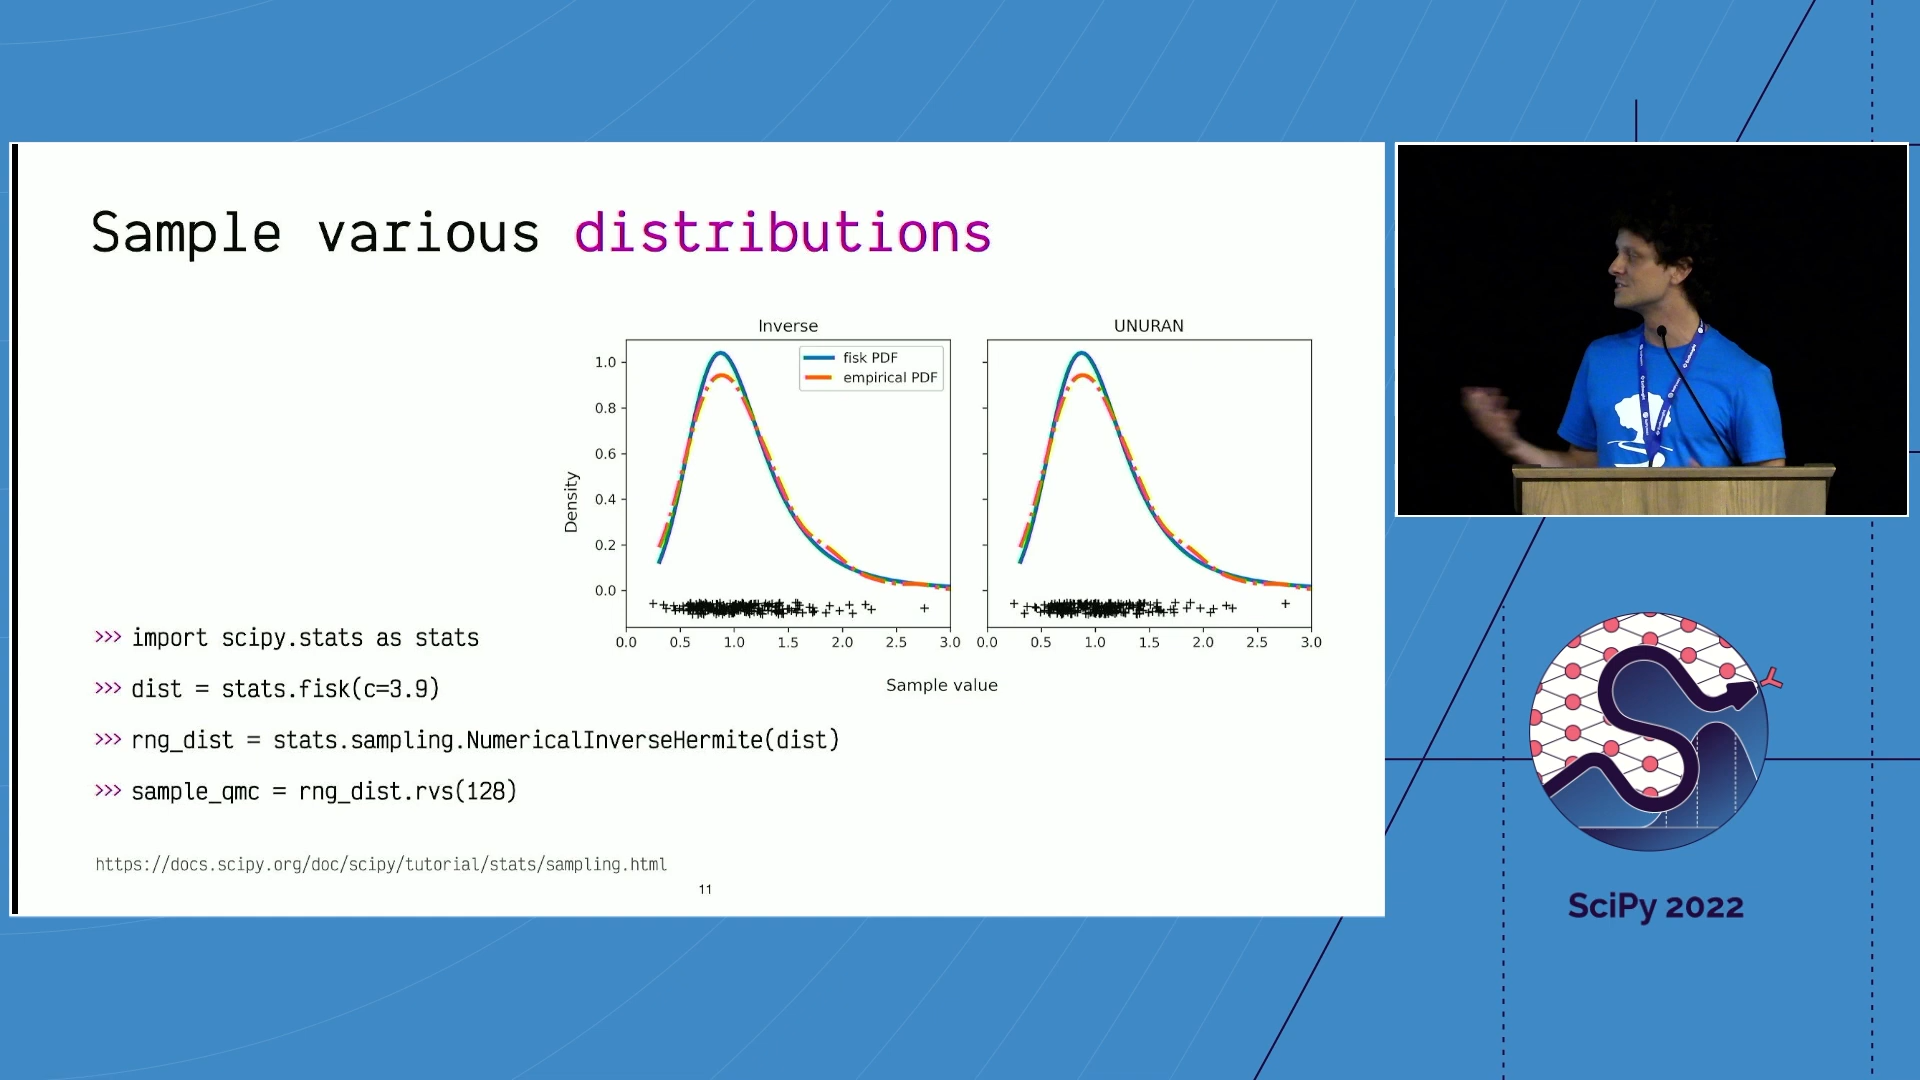 Sample various distributions
Inverse
UNURAN
fisk PDF
empirical PDF
Density
1.0
0.8
0.6
0.4
0.2
0.0
0.0 0.5 1.0 1.5 2.0 2.5 3.0
0.0 0.5 1.0 1.5 2.0 2.5 3.0
Sample value
>>> import scipy.stats as stats
>>> dist = stats.fisk(c=3.9)
>>> rng_dist = stats.sampling.NumericalInverseHermite(dist)
>>> sample_qmc = rng_dist.rvs(128)
https://docs.scipy.org/doc/scipy/tutorial/stats/sampling.html
11
SciPy 2022